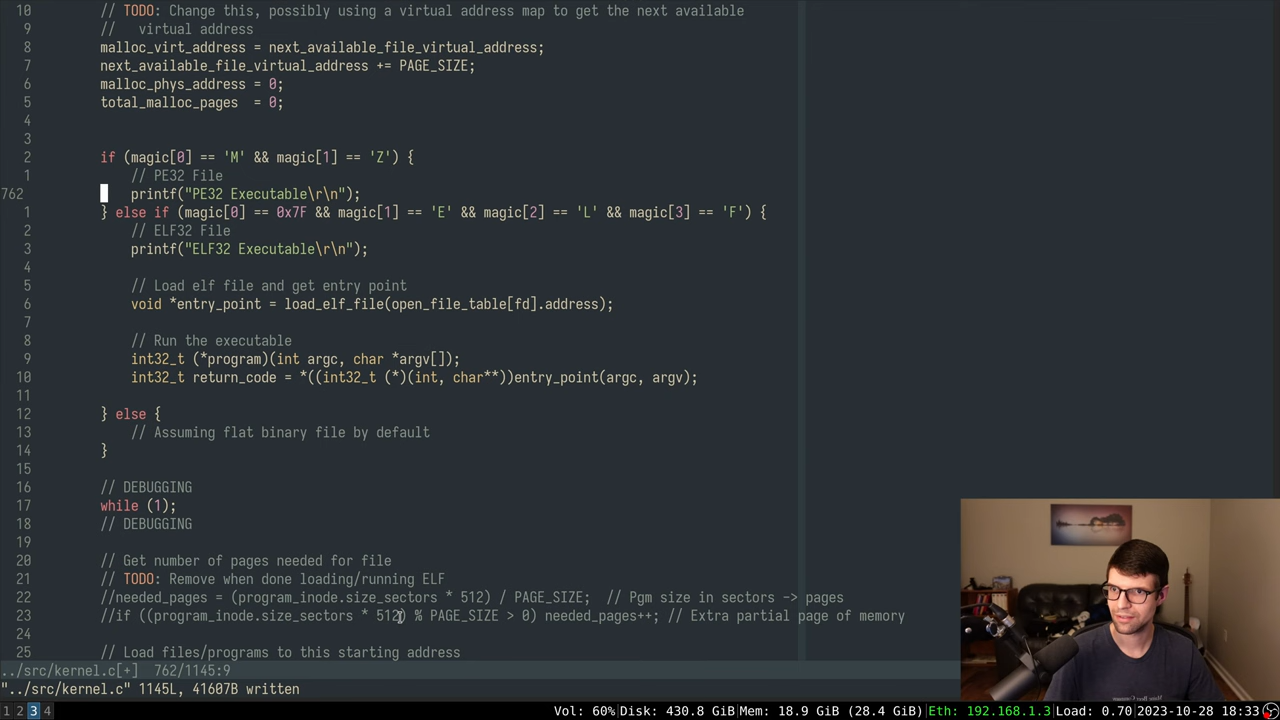 10 // TODO: Change this, possibly using a virtual address map to get the next available
9 //   virtual address
8 malloc_virt_address = next_available_file_virtual_address;
7 next_available_file_virtual_address += PAGE_SIZE;
6 malloc_phys_address = 0;
5 total_malloc_pages  = 0;
4
3
2 if (magic[0] == 'M' && magic[1] == 'Z') {
1 // PE32 File
762 printf("PE32 Executable\r\n");
1 } else if (magic[0] == 0x7F && magic[1] == 'E' && magic[2] == 'L' && magic[3] == 'F') {
2 // ELF32 File
3 printf("ELF32 Executable\r\n");
4
5 // Load elf file and get entry point
6 void *entry_point = load_elf_file(open_file_table[fd].address);
7
8 // Run the executable
9 int32_t (*program)(int argc, char *argv[]);
10 int32_t return_code = *((int32_t (*)(int, char**))entry_point(argc, argv);
11
12 } else {
13 // Assuming flat binary file by default
14 }
15
16 // DEBUGGING
17 while (1);
18 // DEBUGGING
19
20 // Get number of pages needed for file
21 // TODO: Remove when done loading/running ELF
22 //needed_pages = (program_inode.size_sectors * 512) / PAGE_SIZE;  // Pgm size in sectors -> pages
23 //if ((program_inode.size_sectors * 512) % PAGE_SIZE > 0) needed_pages++; // Extra partial page of memory
24
25 // Load files/programs to this starting address
../src/kernel.c[+]  762/1145:9
"../src/kernel.c" 1145L, 41607B written
1 2 3 4 Vol: 60%|Disk: 430.8 GiB|Mem: 18.9 GiB (28.4 GiB)|Eth: 192.168.1.3|Load: 0.70 2023-10-28 18:33